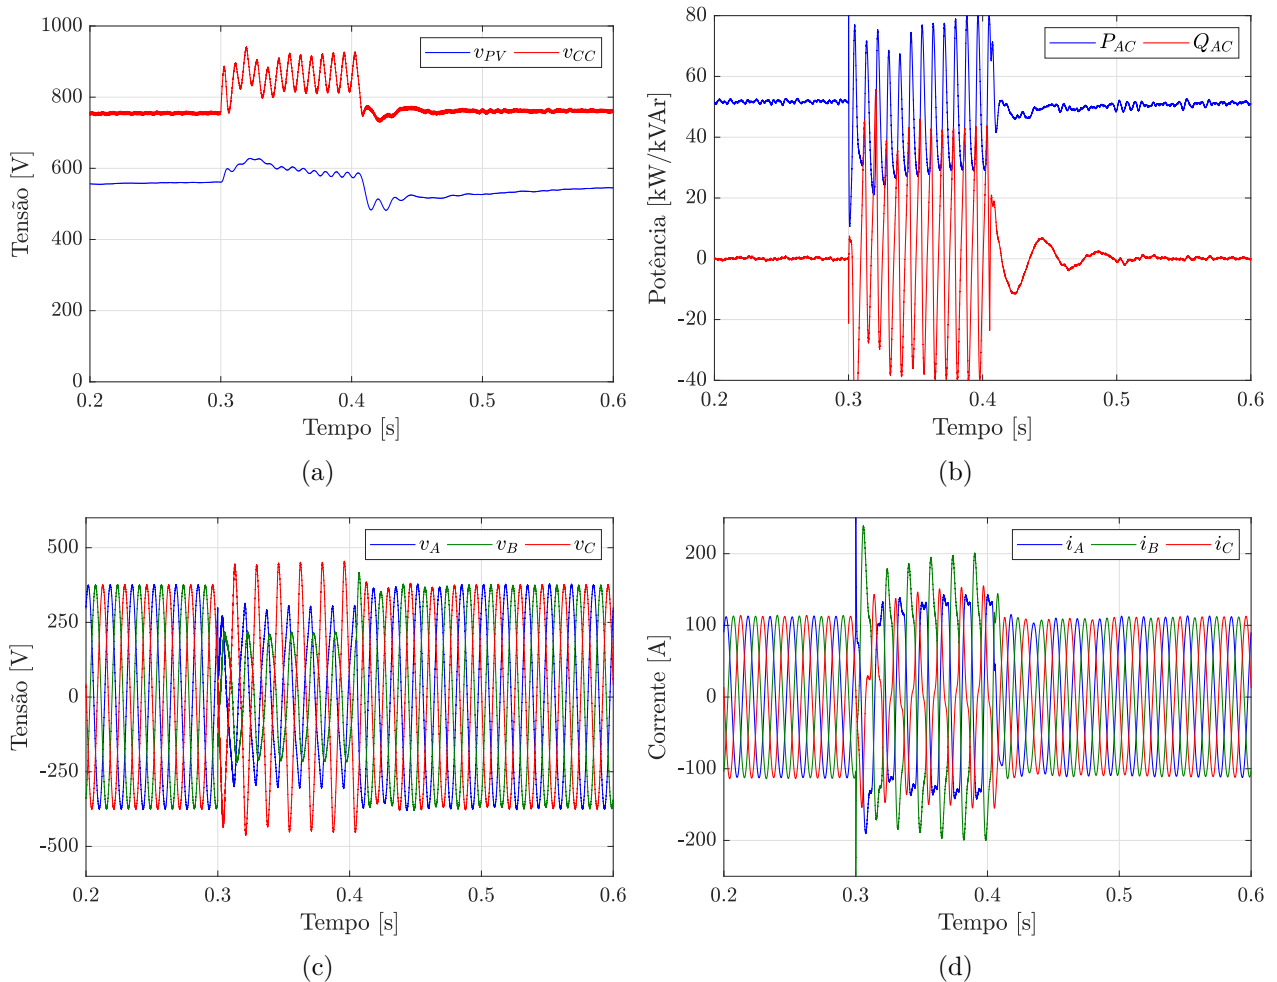 1000
800
600
400
200
0
Tensão [V]
v_PV v_CC
0.2 0.3 0.4 0.5 0.6
Tempo [s]
(a)
80
60
40
20
0
-20
-40
Potência [kW/kVAr]
P_AC Q_AC
0.2 0.3 0.4 0.5 0.6
Tempo [s]
(b)
500
250
0
-250
-500
Tensão [V]
v_A v_B v_C
0.2 0.3 0.4 0.5 0.6
Tempo [s]
(c)
200
100
0
-100
-200
Corrente [A]
i_A i_B i_C
0.2 0.3 0.4 0.5 0.6
Tempo [s]
(d)